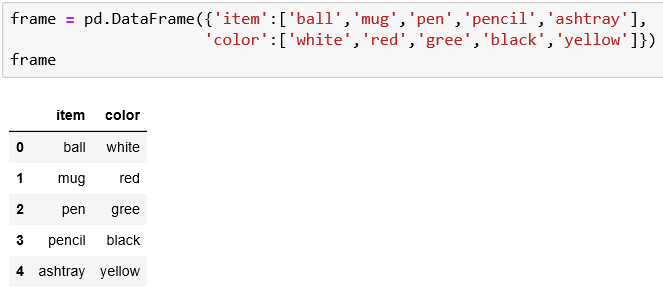 frame = pd.DataFrame({'item':['ball','mug','pen','pencil','ashtray'],
'color':['white','red','gree','black','yellow']})
frame
item color
0 ball white
1 mug red
2 pen gree
3 pencil black
4 ashtray yellow